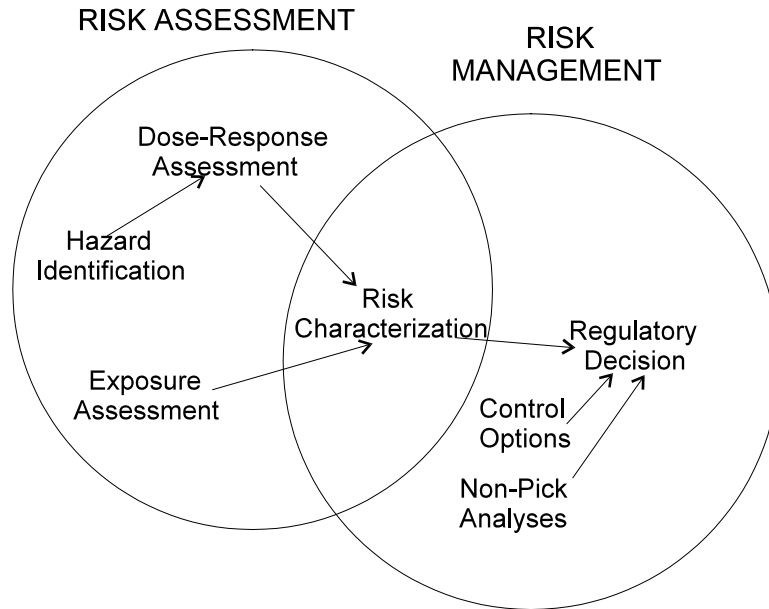 RISK ASSESSMENT
RISK
MANAGEMENT
Dose-Response
Assessment
Hazard
Identification
Risk
Characterization
Regulatory
Decision
Exposure
Assessment
Control
Options
Non-Pick
Analyses